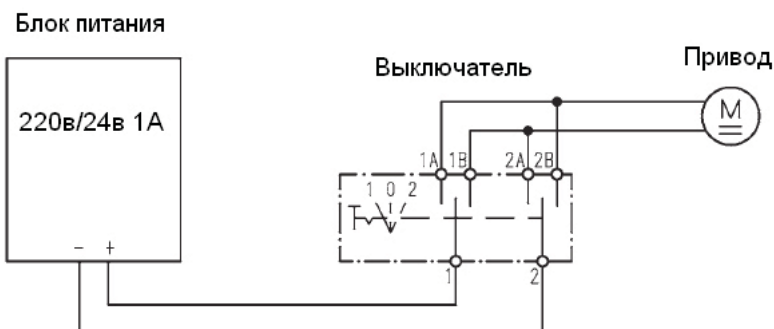 Блок питания
Выключатель
Привод
220в/24в 1А
M
1A 1B 2A 2B
1 0 2
- +
1 2